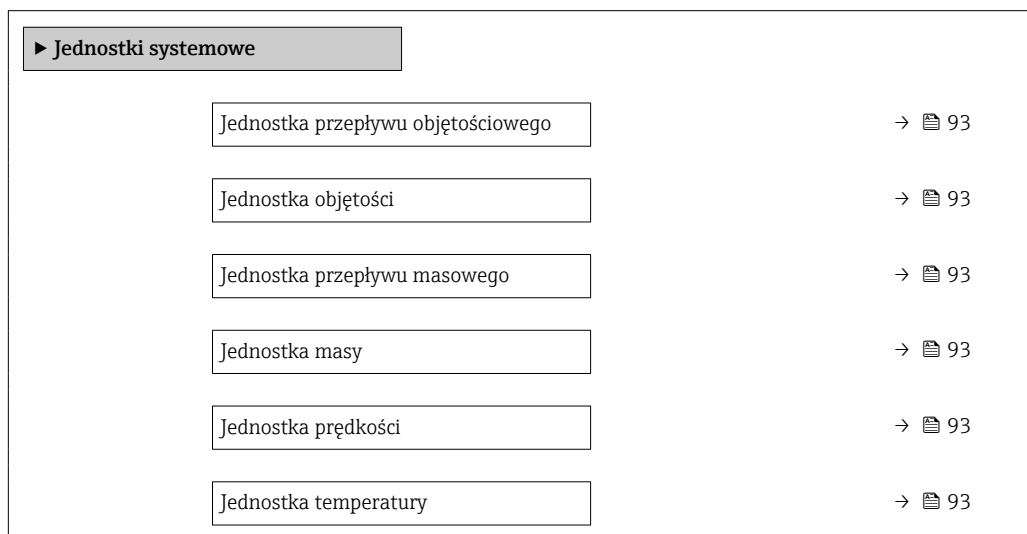 ► Jednostki systemowe
Jednostka przepływu objętościowego → 93
Jednostka objętości → 93
Jednostka przepływu masowego → 93
Jednostka masy → 93
Jednostka prędkości → 93
Jednostka temperatury → 93